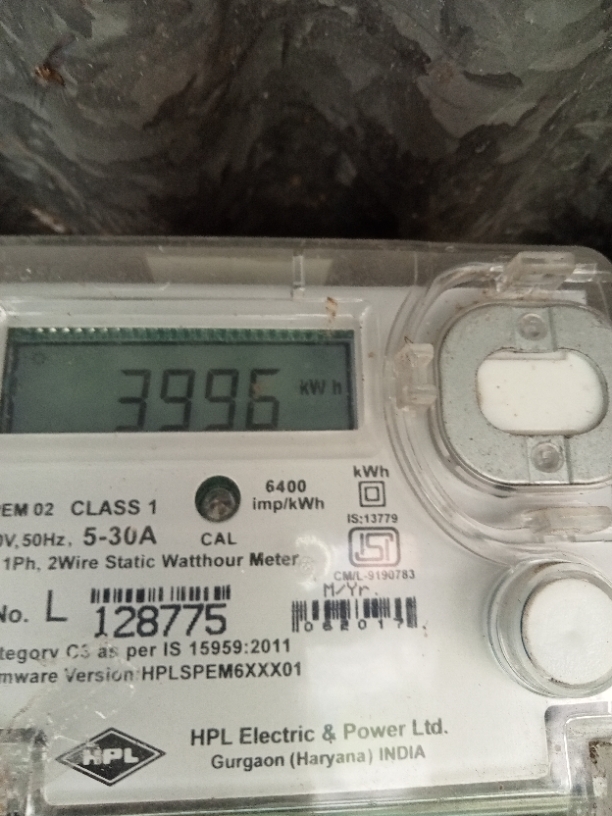 3996 kWh
EM 02 CLASS 1
6400
imp/kWh
kWh
IS:13779
0V, 50Hz, 5-30A
CAL
ISI
CM/L-9190783
1Ph, 2Wire Static Watthour Meter
M/Yr.
No. L 128775
062017
tegory C3 as per IS 15959:2011
mware Version:HPLSPEM6XXX01
HPL
HPL Electric & Power Ltd.
Gurgaon (Haryana) INDIA